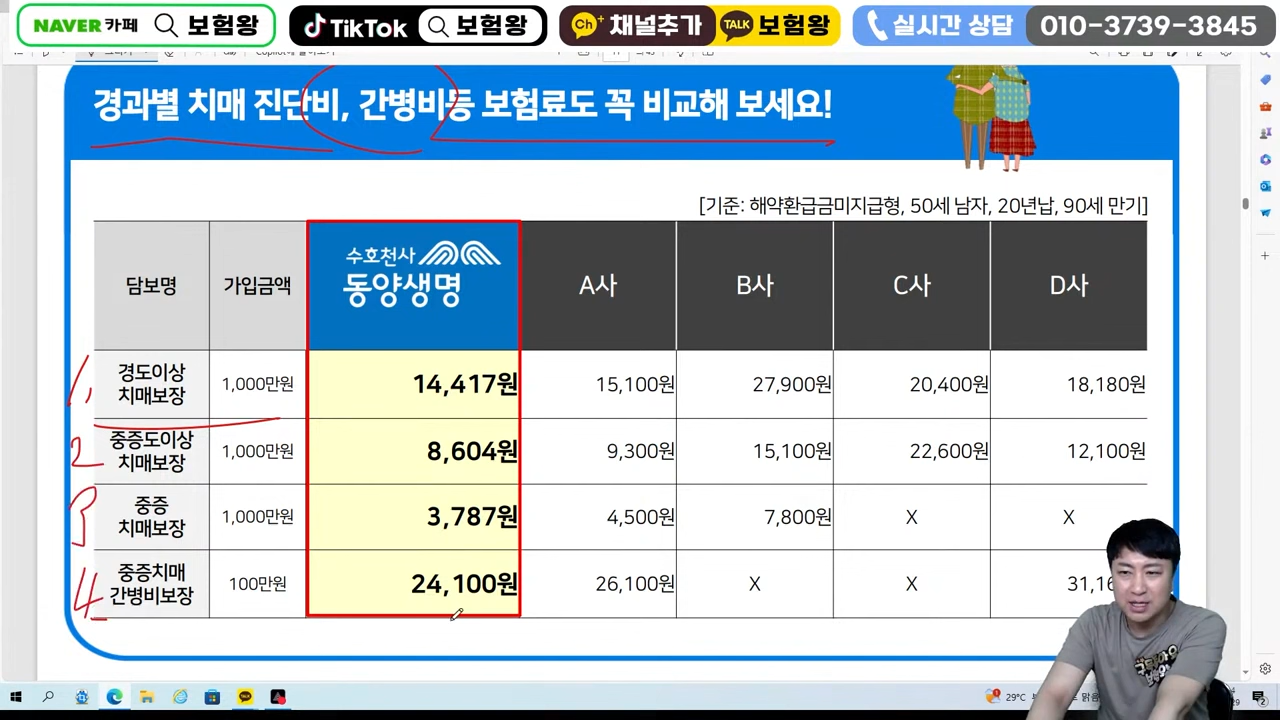 NAVER 카페 보험왕
TikTok 보험왕
Ch+ 채널추가 TALK 보험왕
실시간 상담 010-3739-3845
경과별 치매 진단비, 간병비등 보험료도 꼭 비교해 보세요!
[기준: 해약환급금미지급형, 50세 남자, 20년납, 90세 만기]
담보명 가입금액 수호천사 동양생명 A사 B사 C사 D사
1, 경도이상 치매보장 1,000만원 14,417원 15,100원 27,900원 20,400원 18,180원
2 중증도이상 치매보장 1,000만원 8,604원 9,300원 15,100원 22,600원 12,100원
3 중증 치매보장 1,000만원 3,787원 4,500원 7,800원 X X
4 중증치매 간병비보장 100만원 24,100원 26,100원 X X
29°C